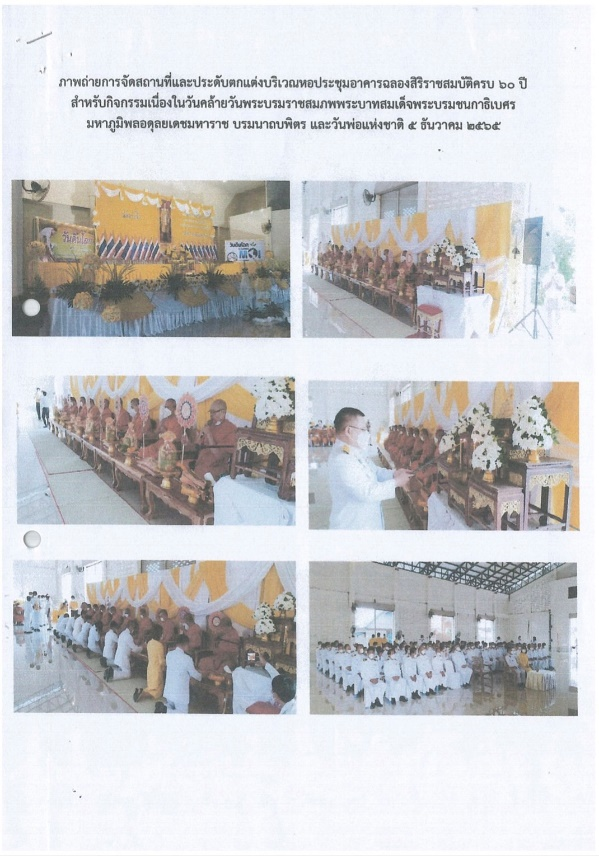 ภาพถ่ายการจัดสถานที่และประดับตกแต่งบริเวณหอประชุมอาคารฉลองสิริราชสมบัติครบ ๖๐ ปี
สำหรับกิจกรรมเนื่องในวันคล้ายวันพระบรมราชสมภพพระบาทสมเด็จพระบรมชนกาธิเบศร
มหาภูมิพลอดุลยเดชมหาราช บรมนาถบพิตร และวันพ่อแห่งชาติ ๕ ธันวาคม ๒๕๖๕
วันดินโลก